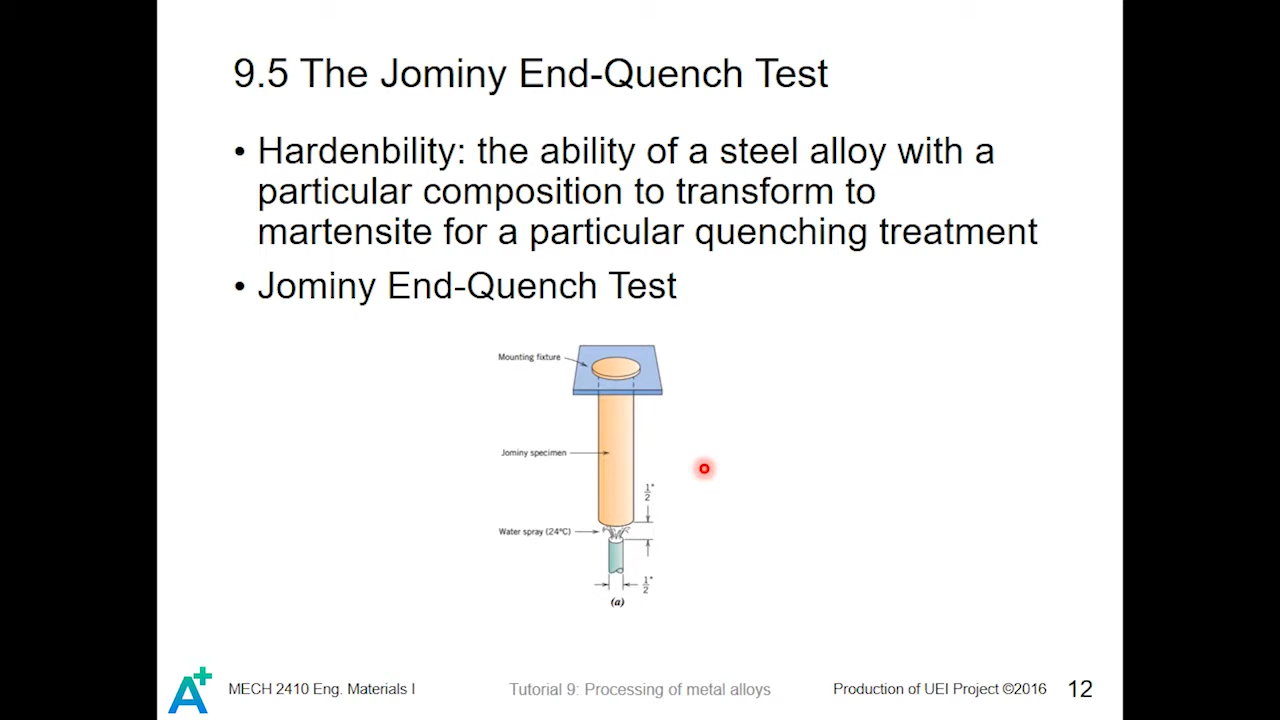 9.5 The Jominy End-Quench Test
• Hardenbility: the ability of a steel alloy with a
particular composition to transform to
martensite for a particular quenching treatment
• Jominy End-Quench Test
Mounting fixture
Jominy specimen
1"
2
Water spray (24°C)
1"
2
(a)
A+
MECH 2410 Eng. Materials I
Tutorial 9: Processing of metal alloys
Production of UEI Project ©2016
12